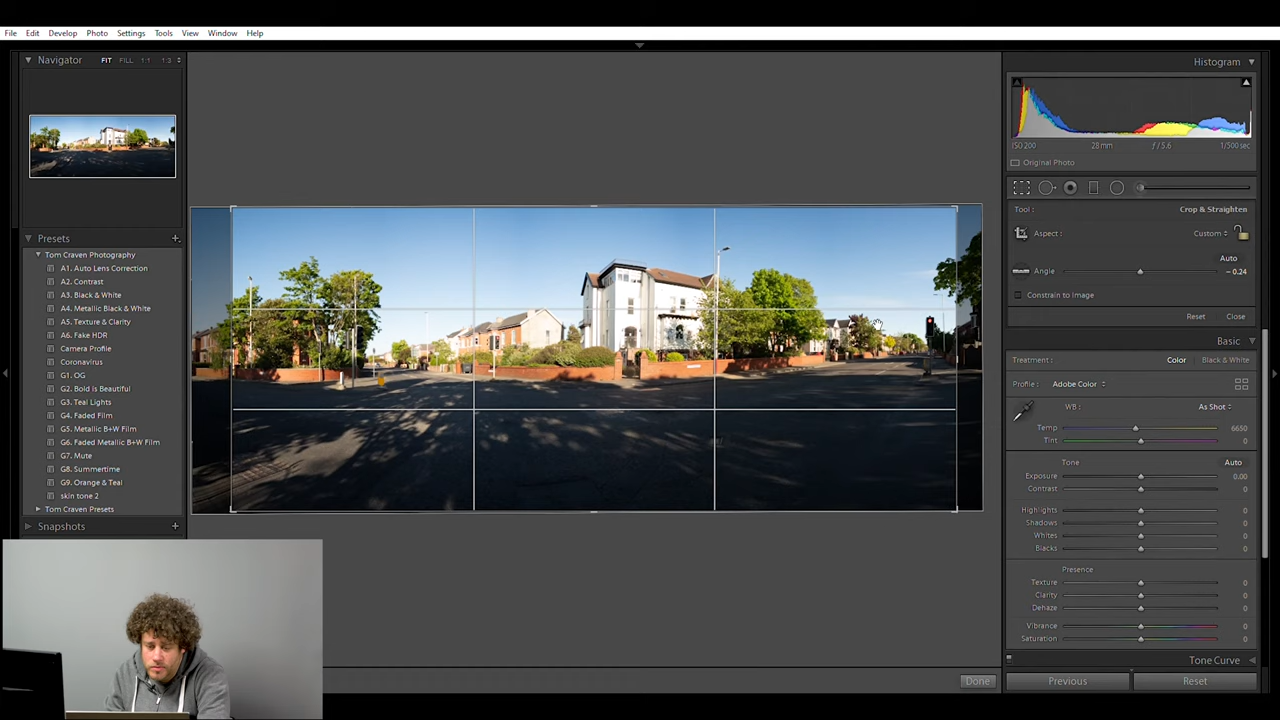 File Edit Develop Photo Settings Tools View Window Help
Navigator FIT FILL 1:1 1:3
Presets
Tom Craven Photography
A1. Auto Lens Correction
A2. Contrast
A3. Black & White
A4. Metallic Black & White
A5. Texture & Clarity
A6. Fake HDR
Camera Profile
Coronavirus
G1. OG
G2. Bold is Beautiful
G3. Teal Lights
G4. Faded Film
G5. Metallic B+W Film
G6. Faded Metallic B+W Film
G7. Mute
G8. Summertime
G9. Orange & Teal
skin tone 2
Tom Craven Presets
Snapshots
Done
Histogram
ISO 200 28mm ƒ / 5.6 1/500 sec
Original Photo
Tool : Crop & Straighten
Aspect : Custom
Auto
Angle - 0.24
Constrain to Image
Reset Close
Basic
Treatment : Color Black & White
Profile : Adobe Color
WB : As Shot
Temp 6650
Tint 0
Tone Auto
Exposure 0.00
Contrast 0
Highlights 0
Shadows 0
Whites 0
Blacks 0
Presence
Texture 0
Clarity 0
Dehaze 0
Vibrance 0
Saturation 0
Tone Curve
Previous Reset